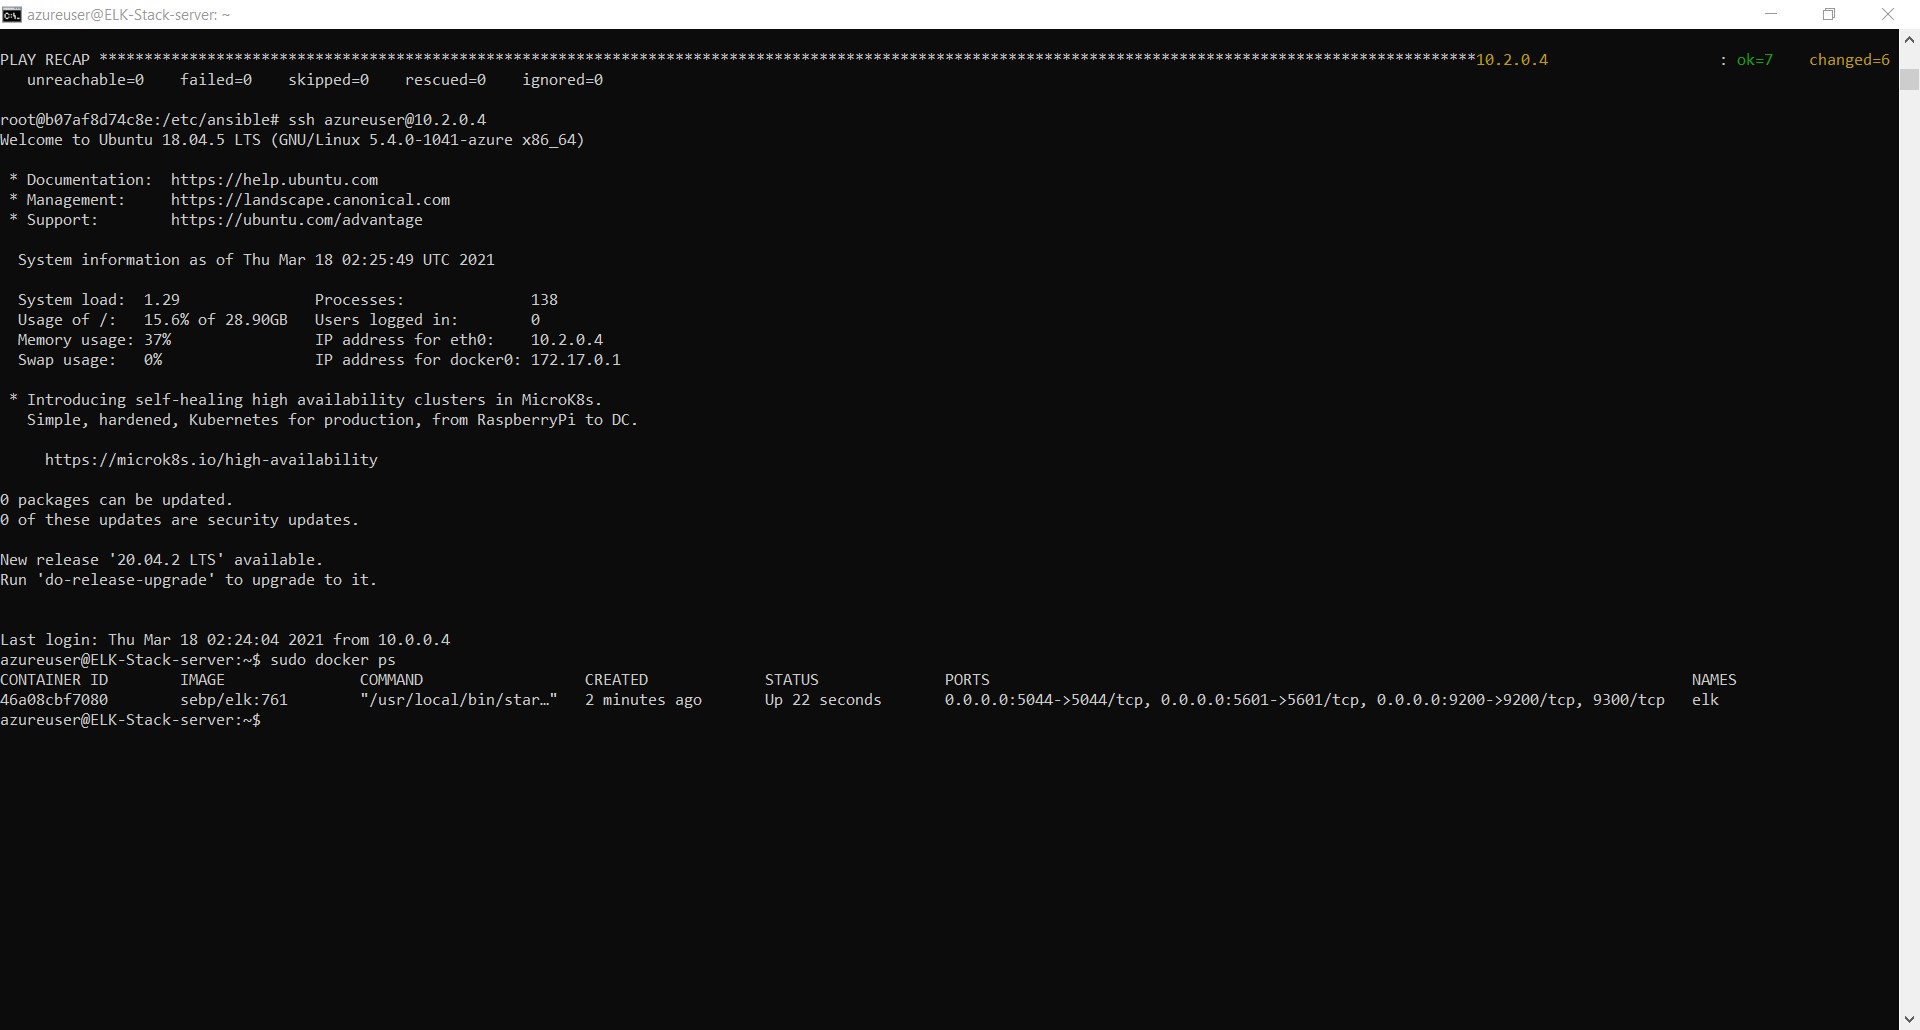 azureuser@ELK-Stack-server: ~
PLAY RECAP *********************************************************************************************************************************************************10.2.0.4                   : ok=7    changed=6
   unreachable=0    failed=0    skipped=0    rescued=0    ignored=0
root@b07af8d74c8e:/etc/ansible# ssh azureuser@10.2.0.4
Welcome to Ubuntu 18.04.5 LTS (GNU/Linux 5.4.0-1041-azure x86_64)
 * Documentation:  https://help.ubuntu.com
 * Management:     https://landscape.canonical.com
 * Support:        https://ubuntu.com/advantage
  System information as of Thu Mar 18 02:25:49 UTC 2021
  System load:  1.29               Processes:              138
  Usage of /:   15.6% of 28.90GB   Users logged in:        0
  Memory usage: 37%                IP address for eth0:    10.2.0.4
  Swap usage:   0%                 IP address for docker0: 172.17.0.1
 * Introducing self-healing high availability clusters in MicroK8s.
   Simple, hardened, Kubernetes for production, from RaspberryPi to DC.
     https://microk8s.io/high-availability
0 packages can be updated.
0 of these updates are security updates.
New release '20.04.2 LTS' available.
Run 'do-release-upgrade' to upgrade to it.
Last login: Thu Mar 18 02:24:04 2021 from 10.0.0.4
azureuser@ELK-Stack-server:~$ sudo docker ps
CONTAINER ID        IMAGE               COMMAND                  CREATED             STATUS              PORTS                                                                              NAMES
46a08cbf7080        sebp/elk:761        "/usr/local/bin/star…"   2 minutes ago       Up 22 seconds       0.0.0.0:5044->5044/tcp, 0.0.0.0:5601->5601/tcp, 0.0.0.0:9200->9200/tcp, 9300/tcp   elk
azureuser@ELK-Stack-server:~$